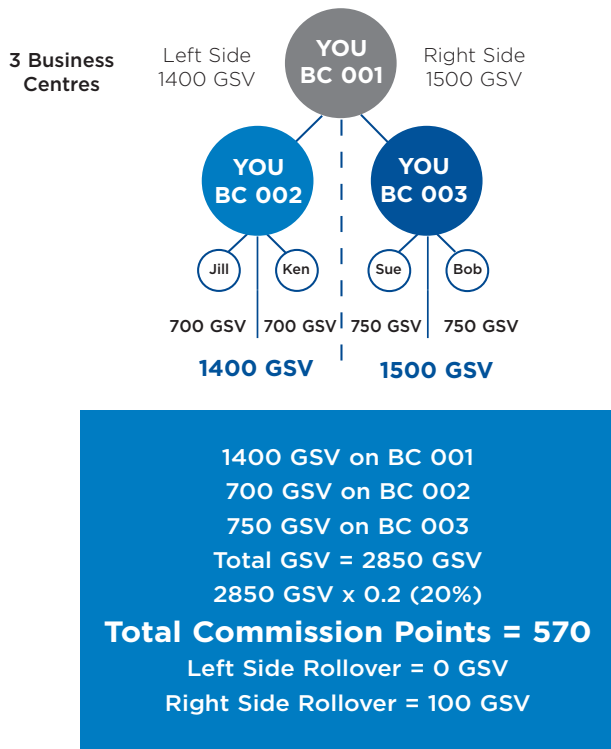 3 Business
Centres
Left Side
1400 GSV
YOU
BC 001
Right Side
1500 GSV
YOU
BC 002
YOU
BC 003
Jill
Ken
Sue
Bob
700 GSV
700 GSV
750 GSV
750 GSV
1400 GSV
1500 GSV
1400 GSV on BC 001
700 GSV on BC 002
750 GSV on BC 003
Total GSV = 2850 GSV
2850 GSV x 0.2 (20%)
Total Commission Points = 570
Left Side Rollover = 0 GSV
Right Side Rollover = 100 GSV